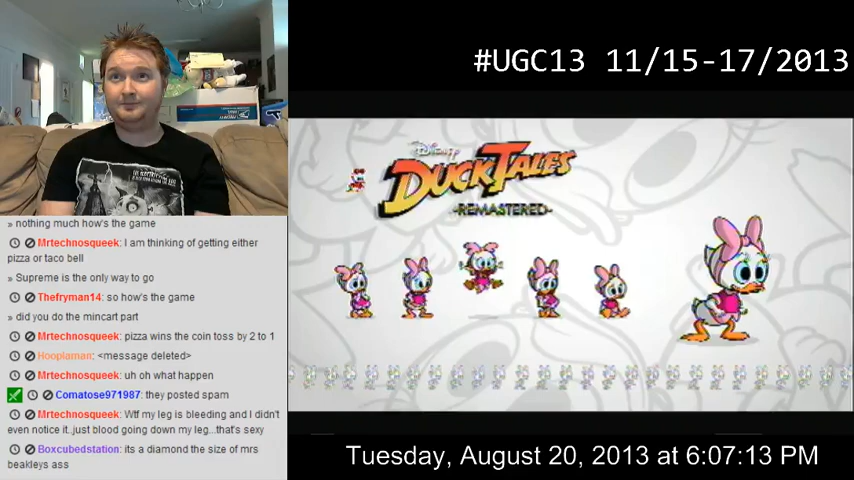 #UGC13 11/15-17/2013
Disney
DUCKTALES
-REMASTERED-
» nothing much how's the game
Mrtechnosqueek: I am thinking of getting either
pizza or taco bell
» Supreme is the only way to go
Thefryman14: so how's the game
» did you do the mincart part
Mrtechnosqueek: pizza wins the coin toss by 2 to 1
Hooplaman: <message deleted>
Mrtechnosqueek: uh oh what happen
Comatose971987: they posted spam
Mrtechnosqueek: Wtf my leg is bleeding and I didn't
even notice it..just blood going down my leg...that's sexy
Boxcubedstation: its a diamond the size of mrs
beakleys ass
Tuesday, August 20, 2013 at 6:07:13 PM